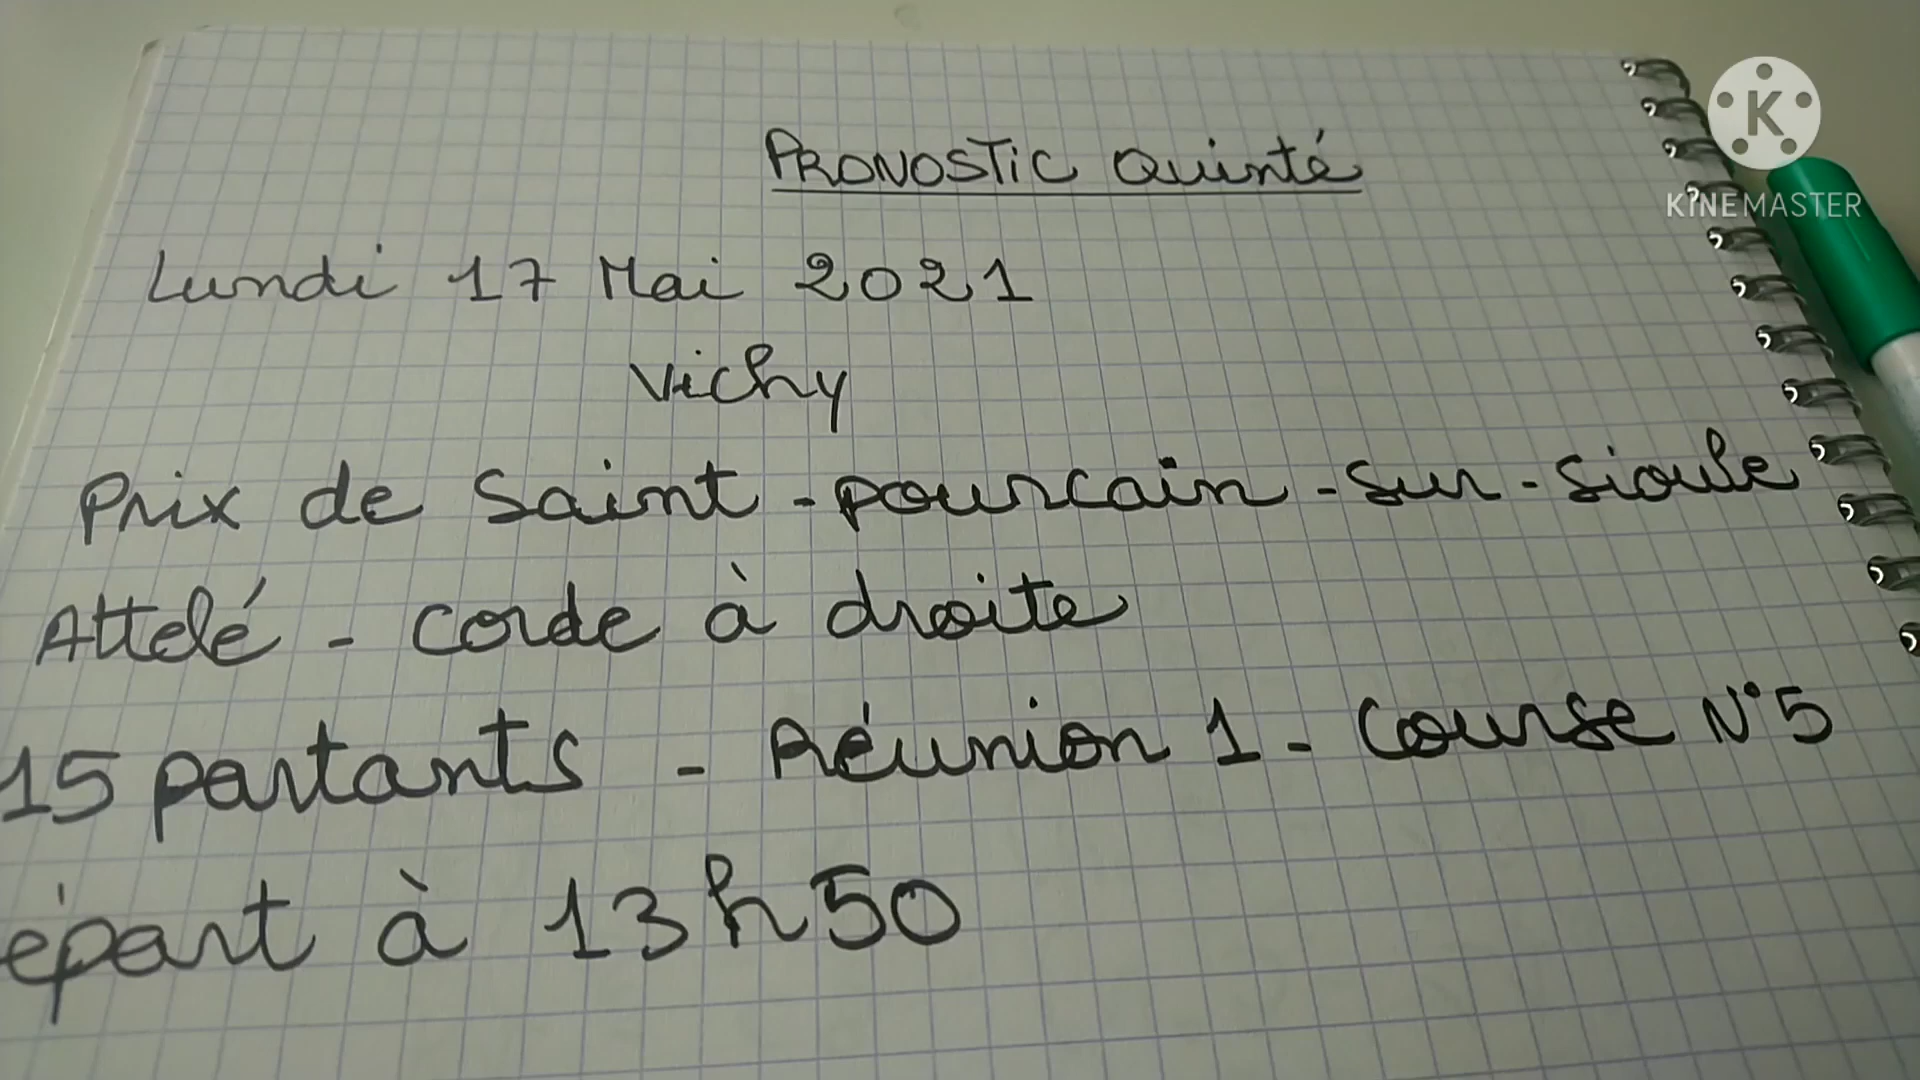 PRONOSTIC Quinté
K
KINEMASTER
Lundi 17 Mai 2021
Vichy
Prix de Saint-pourcain-sur-sioule
Attelé - corde à droite
15 partants - Réunion 1 - Course N°5
épart à 13h50